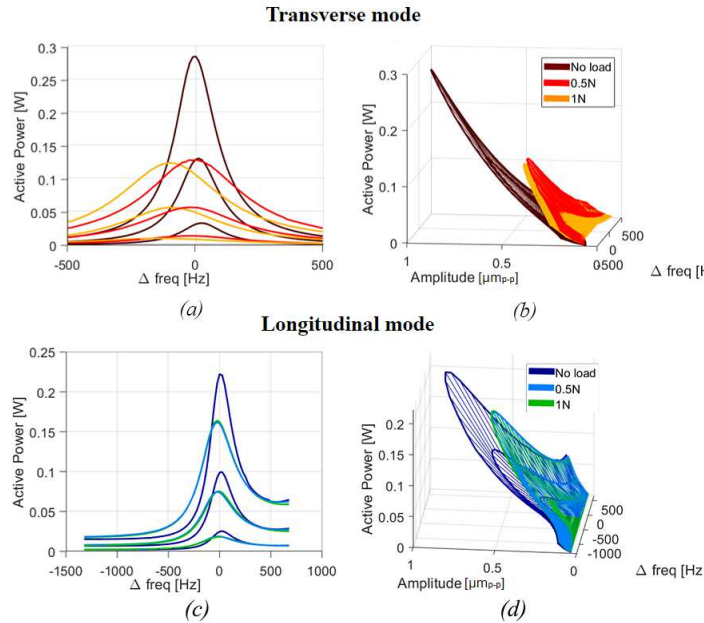 Transverse mode
0.3
0.25
0.2
0.15
0.1
0.05
0
Active Power [W]
-500
0
500
Δ freq [Hz]
(a)
0.3
0.2
0.1
0
Active Power [W]
1
0.5
0
Amplitude [µmp-p]
500
0
-500
Δ freq [H
No load
0.5N
1N
(b)
Longitudinal mode
0.25
0.2
0.15
0.1
0.05
0
Active Power [W]
-1500
-1000
-500
0
500
1000
Δ freq [Hz]
(c)
0.2
0.15
0.1
0.05
0
Active Power [W]
1
0.5
0
Amplitude [µmp-p]
500
0
-500
-1000
Δ freq [Hz
No load
0.5N
1N
(d)